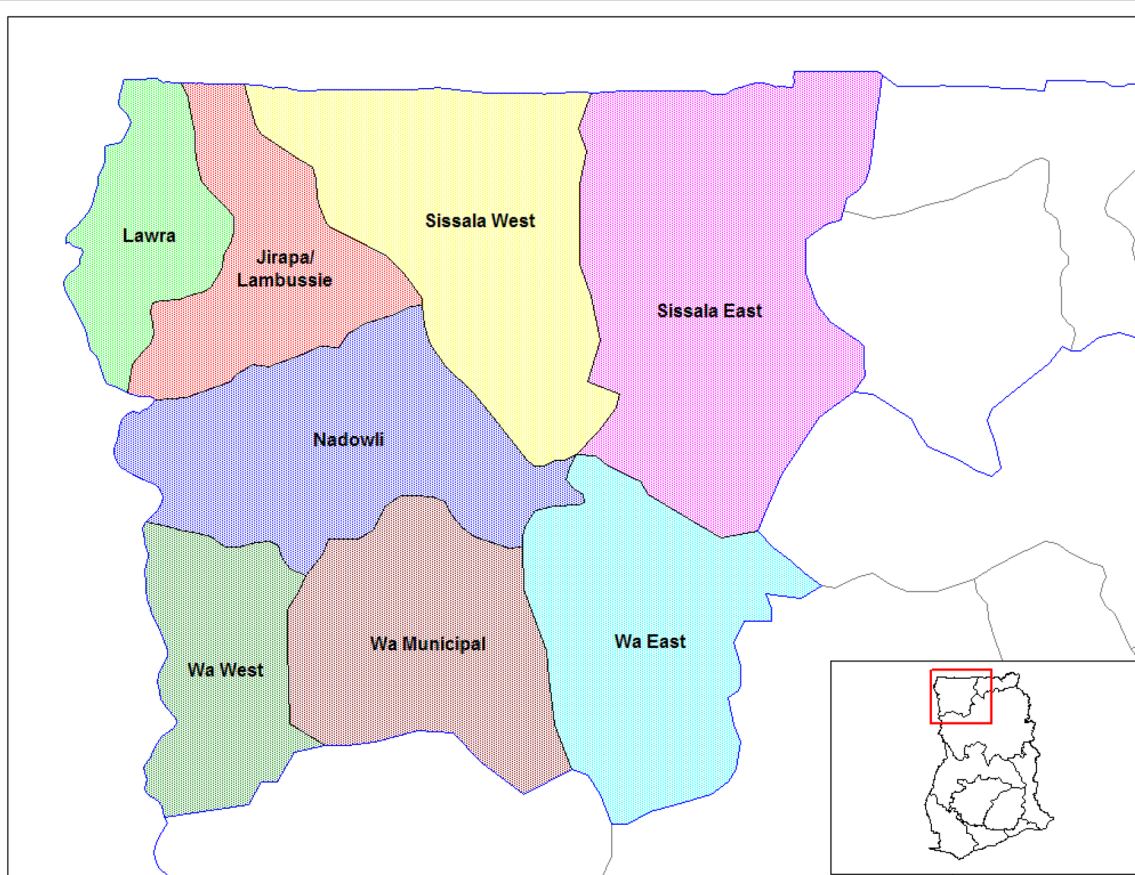 Sissala West
Lawra
Jirapa/
Lambussie
Sissala East
Nadowli
Wa Municipal
Wa East
Wa West